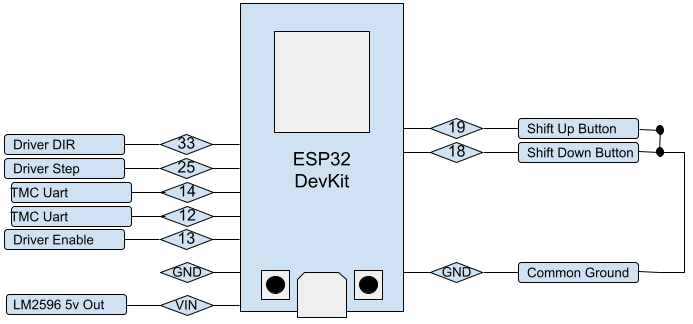 Driver DIR
33
Driver Step
25
TMC Uart
14
TMC Uart
12
Driver Enable
13
GND
LM2596 5v Out
VIN
ESP32
DevKit
19
Shift Up Button
18
Shift Down Button
GND
Common Ground